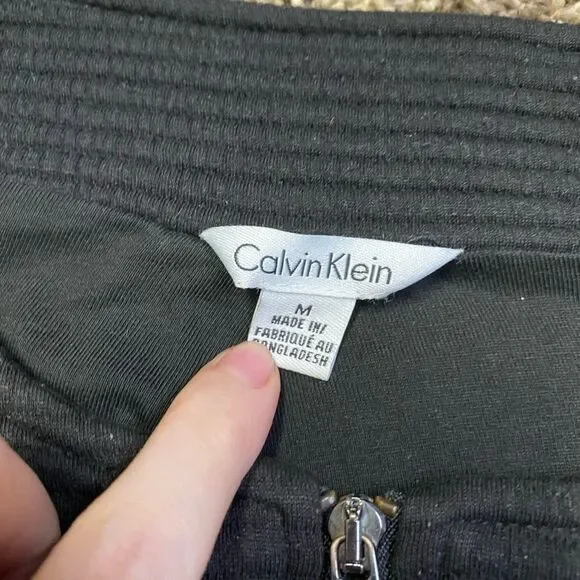 Calvin Klein
M
MADE IN/
FABRIQUÉ AU
BANGLADESH